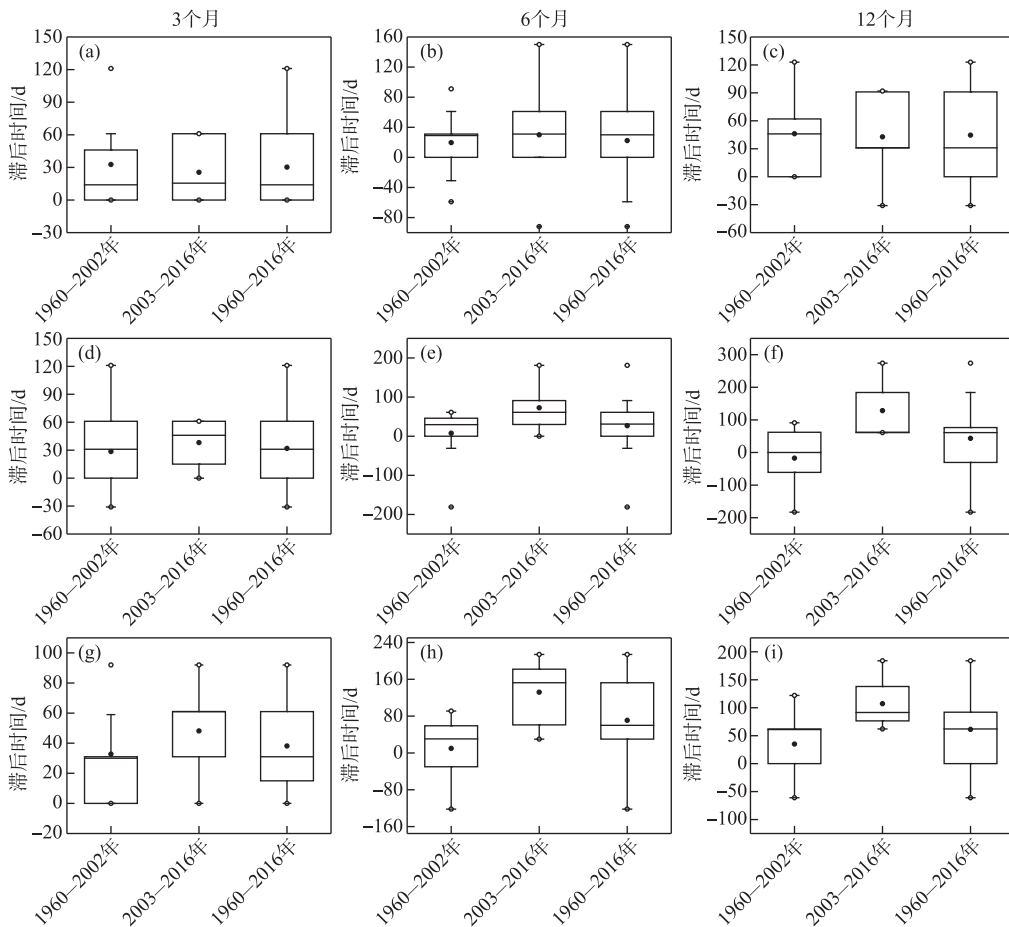 3个月
6个月
12个月
(a)
滞后时间/d
150
120
90
60
30
0
−30
1960−2002年
2003−2016年
1960−2016年
(b)
滞后时间/d
160
120
80
40
0
−40
−80
1960−2002年
2003−2016年
1960−2016年
(c)
滞后时间/d
150
120
90
60
30
0
−30
−60
1960−2002年
2003−2016年
1960−2016年
(d)
滞后时间/d
150
120
90
60
30
0
−30
−60
1960−2002年
2003−2016年
1960−2016年
(e)
滞后时间/d
200
100
0
−100
−200
1960−2002年
2003−2016年
1960−2016年
(f)
滞后时间/d
300
200
100
0
−100
−200
1960−2002年
2003−2016年
1960−2016年
(g)
滞后时间/d
100
80
60
40
20
0
−20
1960−2002年
2003−2016年
1960−2016年
(h)
滞后时间/d
240
160
80
0
−80
−160
1960−2002年
2003−2016年
1960−2016年
(i)
滞后时间/d
200
150
100
50
0
−50
−100
1960−2002年
2003−2016年
1960−2016年